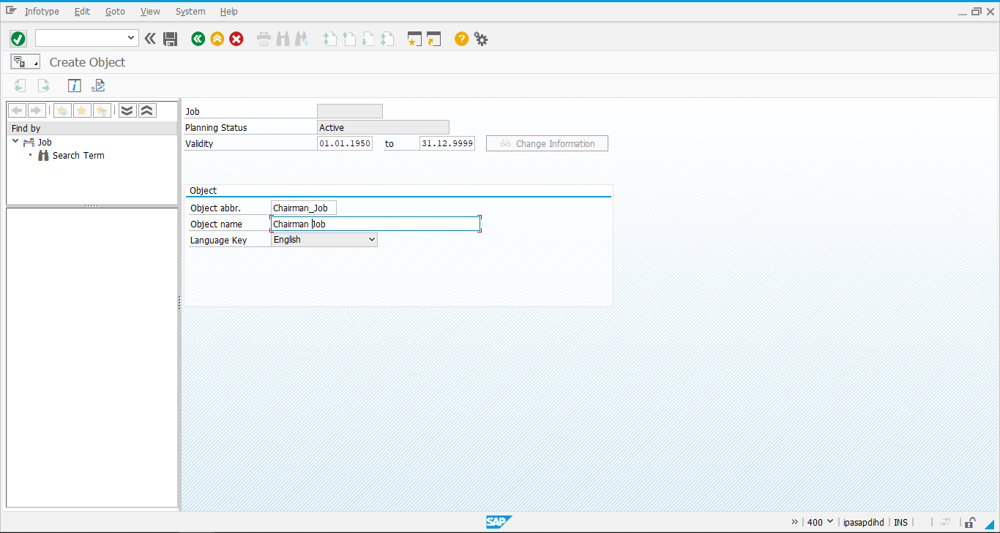 Infotype Edit Goto View System Help
Create Object
Find by
Job
Search Term
Job
Planning Status Active
Validity 01.01.1950 to 31.12.9999 Change Information
Object
Object abbr. Chairman_Job
Object name Chairman Job
Language Key English
SAP 400 ipasapdihd INS